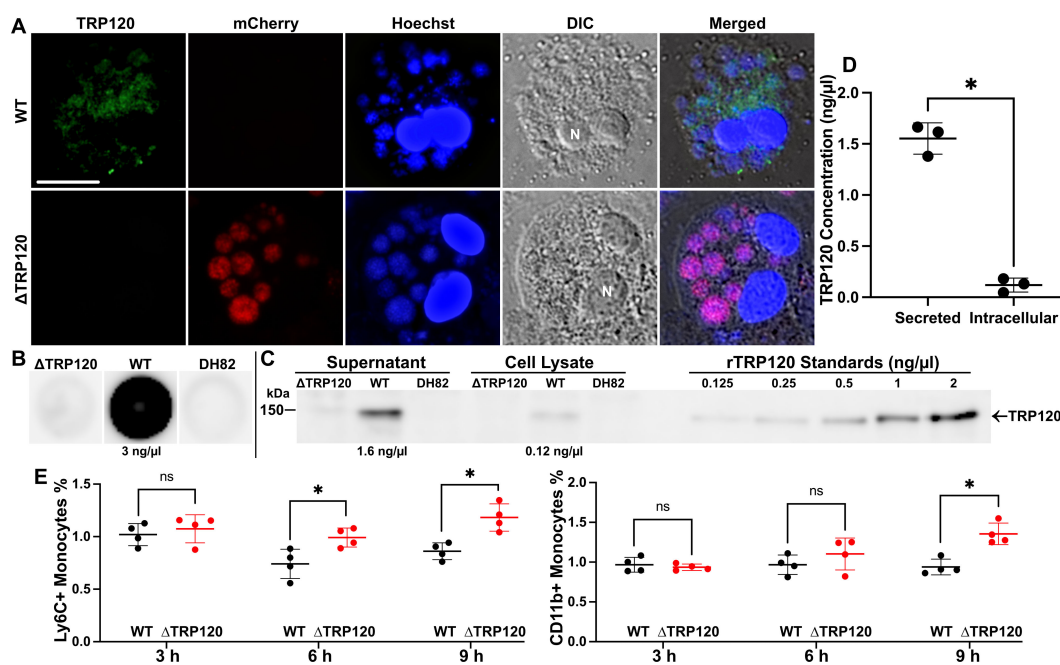 A
TRP120 mCherry Hoechst DIC Merged
WT
N
ΔTRP120
N
D
TRP120 Concentration (ng/μl)
2.0
1.5
1.0
0.5
0.0
*
Secreted Intracellular
B
ΔTRP120 WT DH82
3 ng/μl
C
Supernatant Cell Lysate rTRP120 Standards (ng/μl)
ΔTRP120 WT DH82 ΔTRP120 WT DH82 0.125 0.25 0.5 1 2
kDa
150
←TRP120
1.6 ng/μl 0.12 ng/μl
E
Ly6C+ Monocytes %
1.5
1.0
0.5
0.0
ns * *
WT ΔTRP120 WT ΔTRP120 WT ΔTRP120
3 h 6 h 9 h
CD11b+ Monocytes %
2.0
1.5
1.0
0.5
0.0
ns ns *
WT ΔTRP120 WT ΔTRP120 WT ΔTRP120
3 h 6 h 9 h